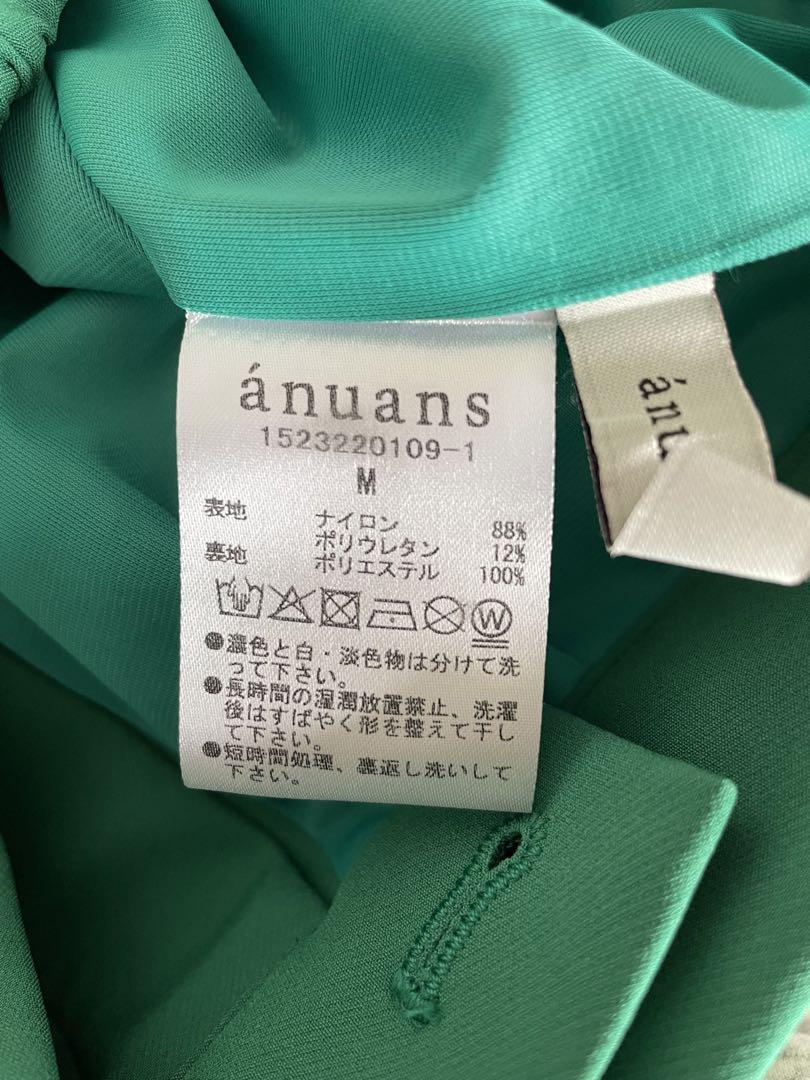 ánuans
1523220109-1
M
表地 ナイロン 88%
ポリウレタン 12%
裏地 ポリエステル 100%
W
●濃色と白・淡色物は分けて洗
って下さい。
●長時間の湿潤放置禁止、洗濯
後はすばやく形を整えて干し
て下さい。
●短時間処理、裏返し洗いして
下さい。
ánu